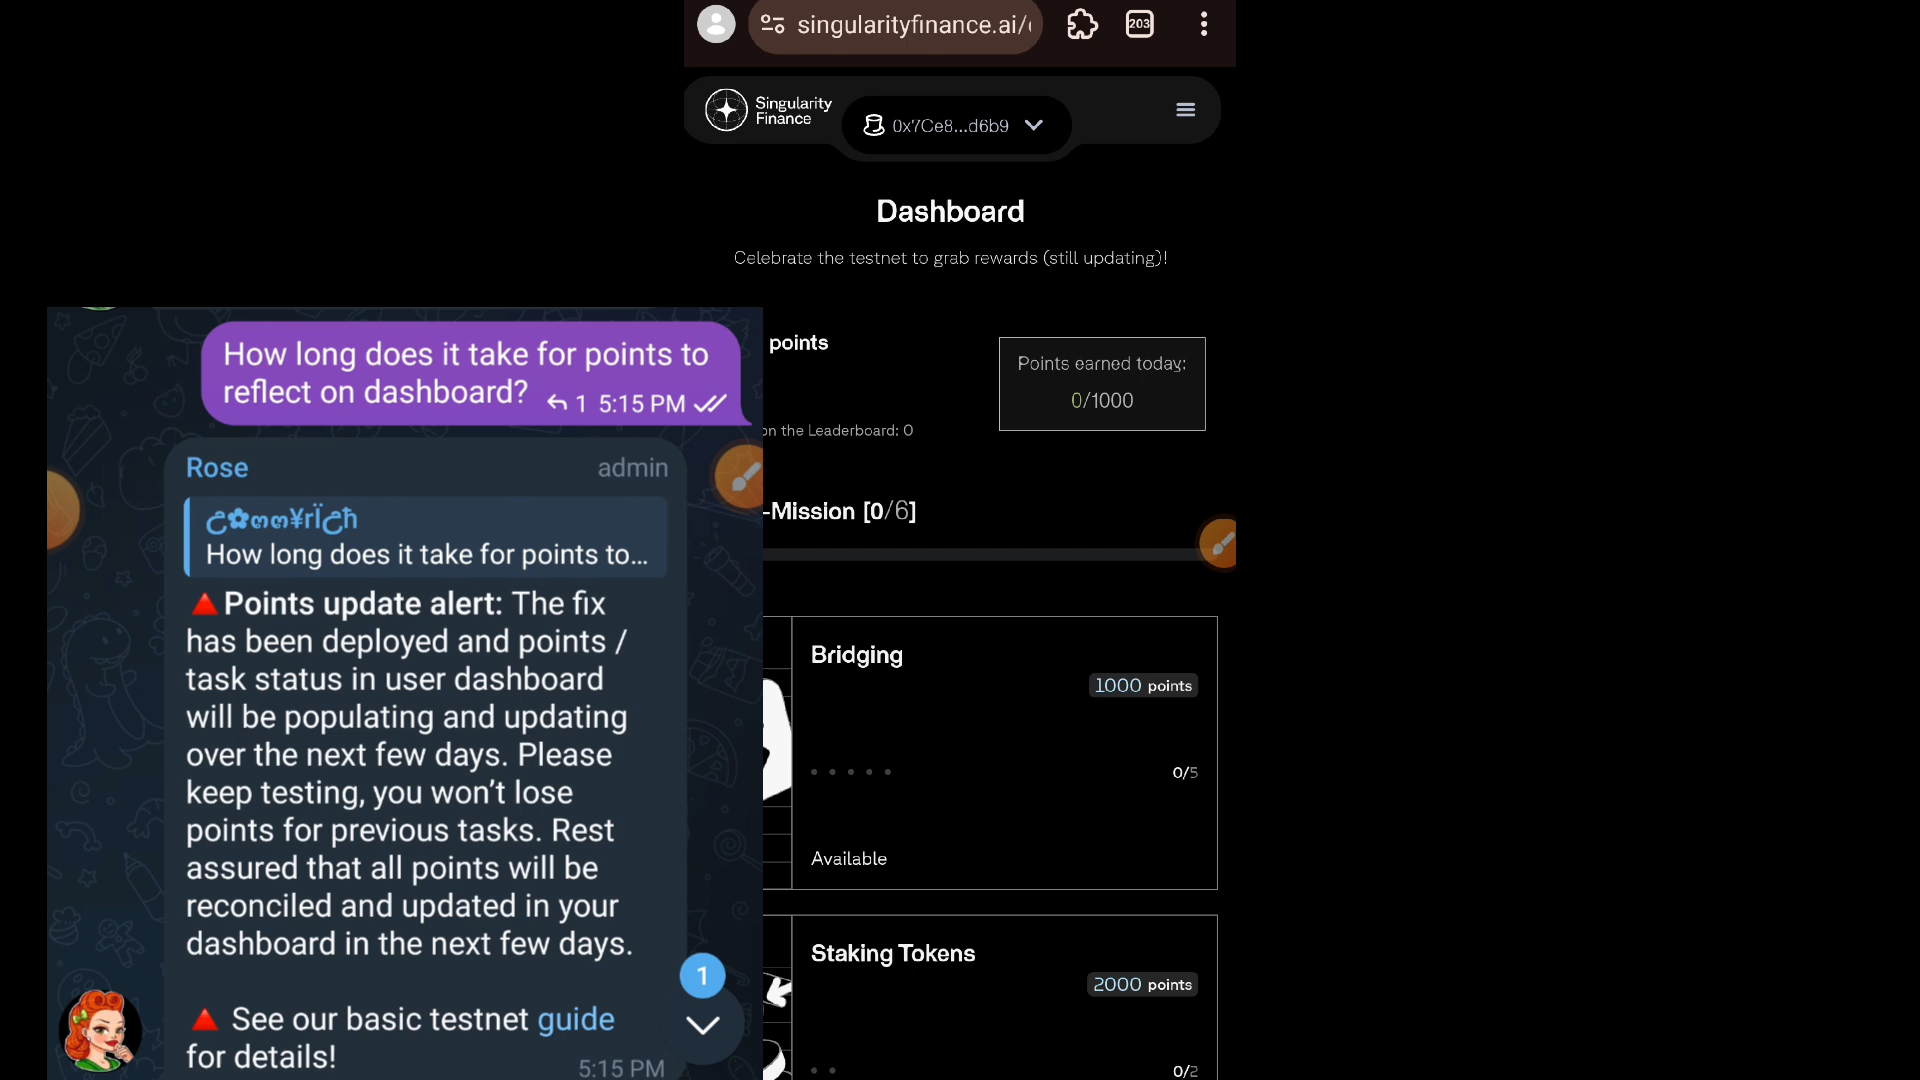 singularityfinance.ai/
203
Singularity
Finance
0x7Ce8...d6b9
Dashboard
Celebrate the testnet to grab rewards (still updating)!
points
Points earned today:
0/1000
on the Leaderboard: 0
-Mission [0/6]
Bridging
1000 points
0/5
Available
Staking Tokens
2000 points
0/2
How long does it take for points to
reflect on dashboard?
1 5:15 PM
Rose
admin
How long does it take for points to...
🔺Points update alert: The fix
has been deployed and points /
task status in user dashboard
will be populating and updating
over the next few days. Please
keep testing, you won’t lose
points for previous tasks. Rest
assured that all points will be
reconciled and updated in your
dashboard in the next few days.
1
🔺 See our basic testnet guide
for details!
5:15 PM